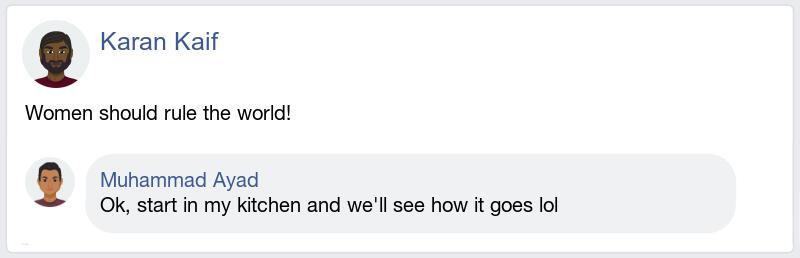 Karan Kaif
Women should rule the world!
Muhammad Ayad
Ok, start in my kitchen and we'll see how it goes lol